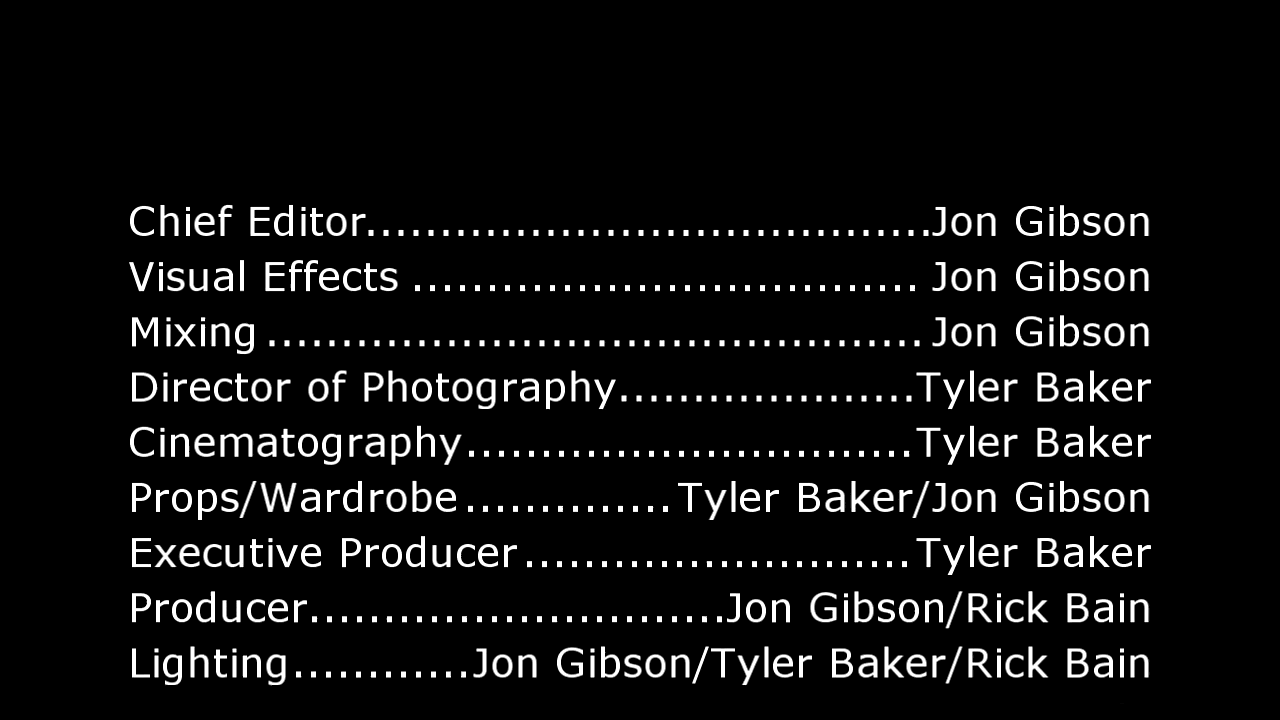 Chief Editor......................................Jon Gibson
Visual Effects .................................. Jon Gibson
Mixing ............................................ Jon Gibson
Director of Photography....................Tyler Baker
Cinematography..............................Tyler Baker
Props/Wardrobe .............. Tyler Baker/Jon Gibson
Executive Producer..........................Tyler Baker
Producer............................Jon Gibson/Rick Bain
Lighting............Jon Gibson/Tyler Baker/Rick Bain